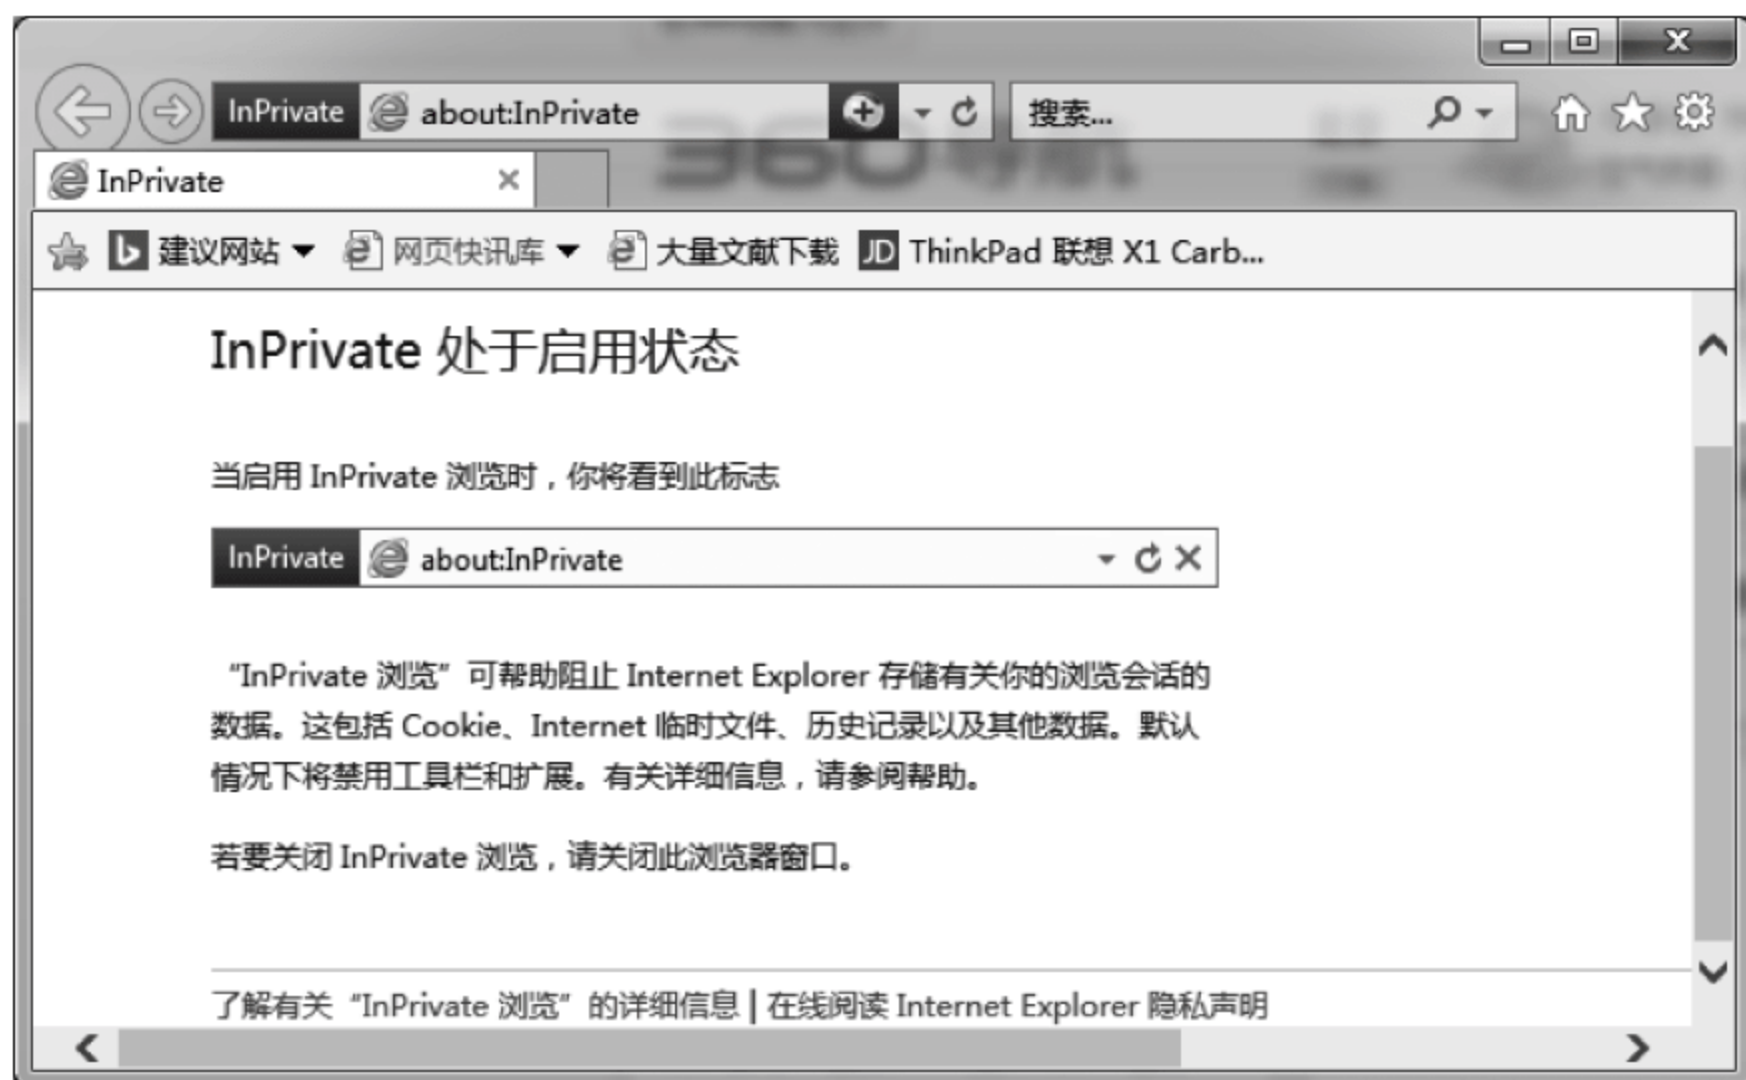 InPrivate about:InPrivate 搜索...
360导航
InPrivate
建议网站 网页快讯库 大量文献下载 JD ThinkPad 联想 X1 Carb...
InPrivate 处于启用状态
当启用 InPrivate 浏览时，你将看到此标志
InPrivate about:InPrivate
“InPrivate 浏览”可帮助阻止 Internet Explorer 存储有关你的浏览会话的
数据。这包括 Cookie、Internet 临时文件、历史记录以及其他数据。默认
情况下将禁用工具栏和扩展。有关详细信息，请参阅帮助。
若要关闭 InPrivate 浏览，请关闭此浏览器窗口。
了解有关“InPrivate 浏览”的详细信息 | 在线阅读 Internet Explorer 隐私声明